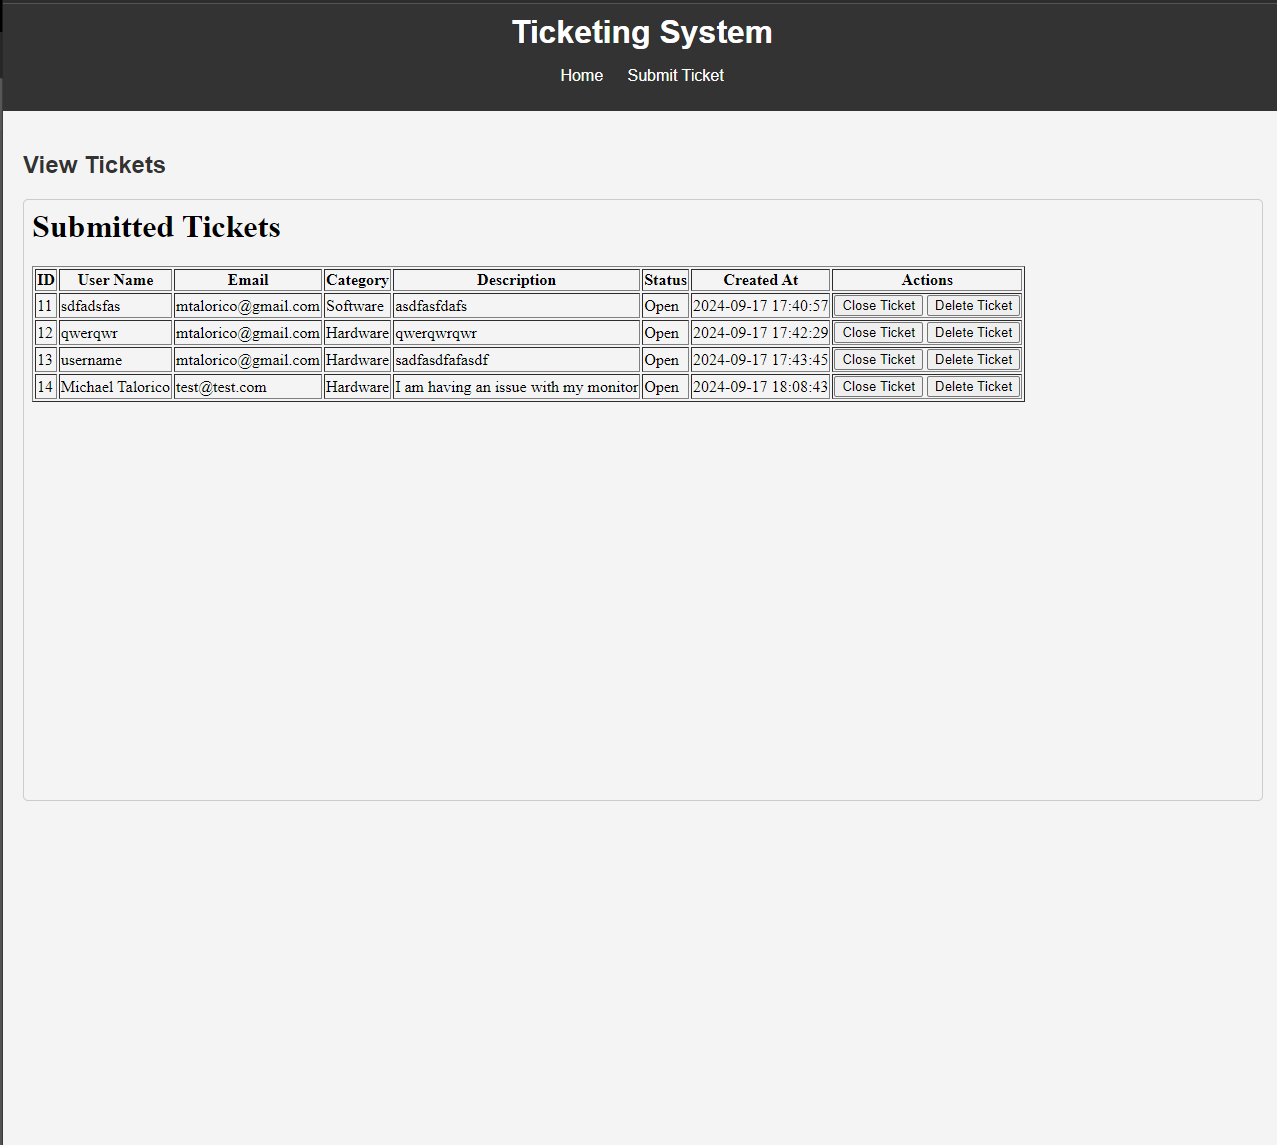 Ticketing System
Home Submit Ticket
View Tickets
Submitted Tickets
ID User Name Email Category Description Status Created At Actions
11 sdfadsfas mtalorico@gmail.com Software asdfasfdafs Open 2024-09-17 17:40:57 Close Ticket Delete Ticket
12 qwerqwr mtalorico@gmail.com Hardware qwerqwrqwr Open 2024-09-17 17:42:29 Close Ticket Delete Ticket
13 username mtalorico@gmail.com Hardware sadfasdfafasdf Open 2024-09-17 17:43:45 Close Ticket Delete Ticket
14 Michael Talorico test@test.com Hardware I am having an issue with my monitor Open 2024-09-17 18:08:43 Close Ticket Delete Ticket